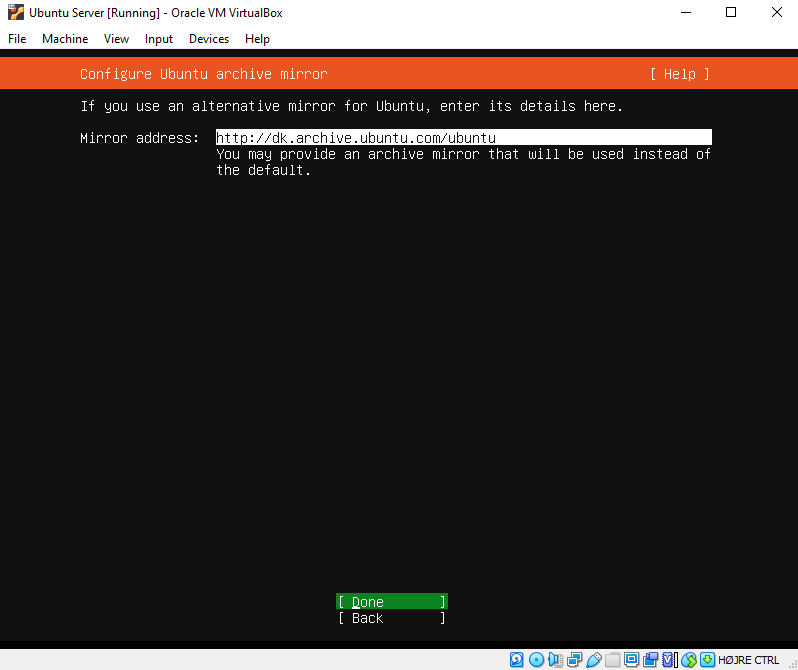 Ubuntu Server [Running] - Oracle VM VirtualBox
File Machine View Input Devices Help
Configure Ubuntu archive mirror [ Help ]
If you use an alternative mirror for Ubuntu, enter its details here.
Mirror address: http://dk.archive.ubuntu.com/ubuntu
You may provide an archive mirror that will be used instead of
the default.
[ Done ]
[ Back ]
HØJRE CTRL